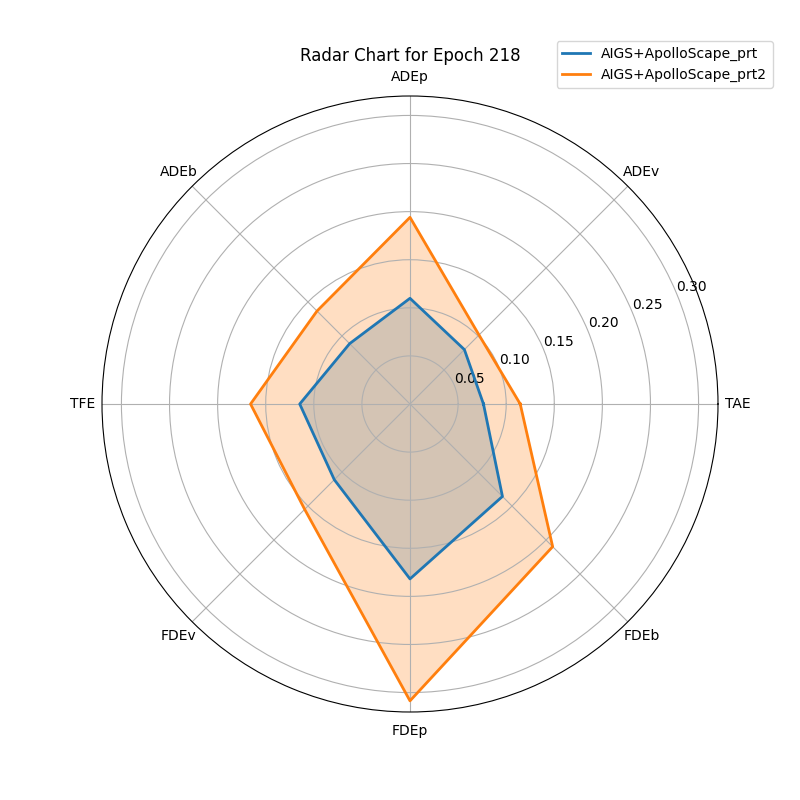 Radar Chart for Epoch 218
AIGS+ApolloScape_prt
AIGS+ApolloScape_prt2
ADEp
ADEb
ADEv
0.30
0.25
0.20
0.15
0.10
0.05
TFE
TAE
FDEv
FDEb
FDEp